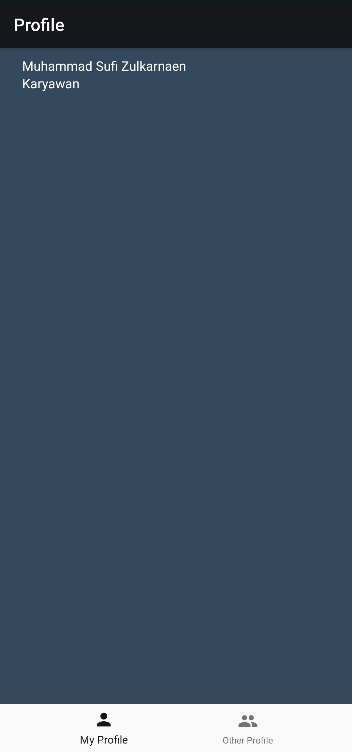 Profile
Muhammad Sufi Zulkarnaen
Karyawan
My Profile
Other Profile